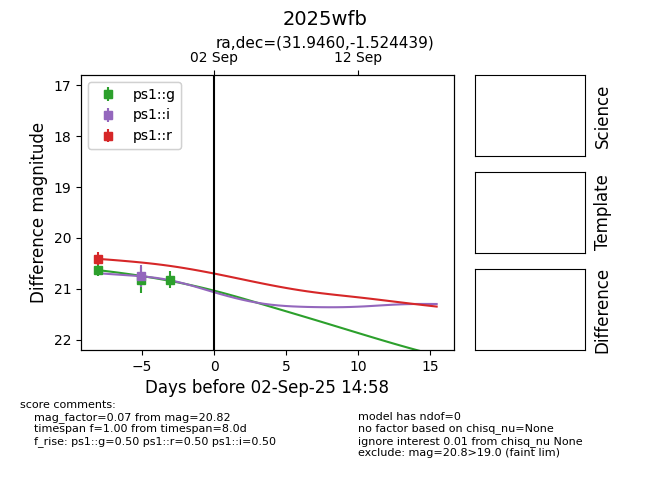 2025wfb
ra,dec=(31.9460,-1.524439)
02 Sep
12 Sep
17
18
19
20
21
22
Difference magnitude
ps1::g
ps1::i
ps1::r
−5
0
5
10
15
Days before 02-Sep-25 14:58
Science
Template
Difference
score comments:
mag_factor=0.07 from mag=20.82
timespan f=1.00 from timespan=8.0d
f_rise: ps1::g=0.50 ps1::r=0.50 ps1::i=0.50
model has ndof=0
no factor based on chisq_nu=None
ignore interest 0.01 from chisq_nu None
exclude: mag=20.8>19.0 (faint lim)